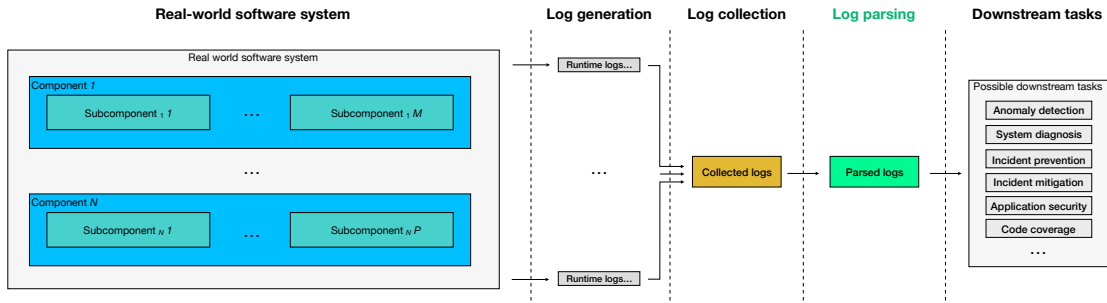 Real-world software system
Log generation
Log collection
Log parsing
Downstream tasks
Real world software system
Component 1
Subcomponent 1 1
...
Subcomponent 1 M
...
Component N
Subcomponent N 1
...
Subcomponent N P
Runtime logs...
...
Runtime logs...
Collected logs
Parsed logs
Possible downstream tasks
Anomaly detection
System diagnosis
Incident prevention
Incident mitigation
Application security
Code coverage
...